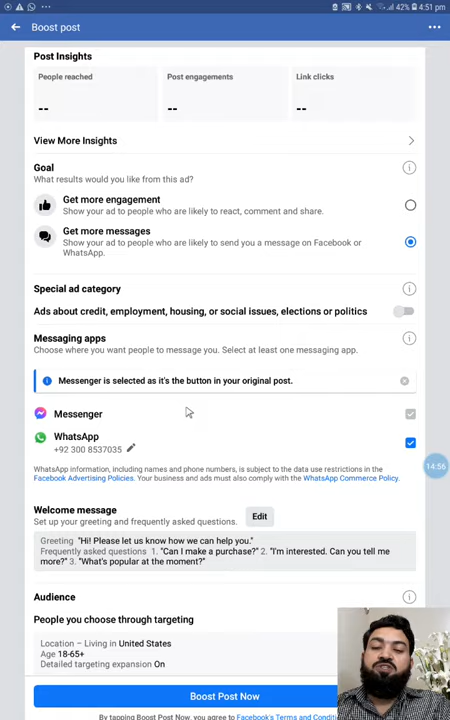 42% 4:51 pm
Boost post
Post Insights
People reached
Post engagements
Link clicks
--
--
--
View More Insights
Goal
What results would you like from this ad?
Get more engagement
Show your ad to people who are likely to react, comment and share.
Get more messages
Show your ad to people who are likely to send you a message on Facebook or
WhatsApp.
Special ad category
Ads about credit, employment, housing, or social issues, elections or politics
Messaging apps
Choose where you want people to message you. Select at least one messaging app.
Messenger is selected as it's the button in your original post.
Messenger
WhatsApp
+92 300 8537035
14:56
WhatsApp information, including names and phone numbers, is subject to the data use restrictions in the
Facebook Advertising Policies. Your business and ads must also comply with the WhatsApp Commerce Policy.
Welcome message
Set up your greeting and frequently asked questions.
Edit
Greeting "Hi! Please let us know how we can help you."
Frequently asked questions 1. "Can I make a purchase?" 2. "I'm interested. Can you tell me
more?" 3. "What's popular at the moment?"
Audience
People you choose through targeting
Location – Living in United States
Age 18-65+
Detailed targeting expansion On
Boost Post Now
By tapping Boost Post Now, you agree to Facebook's Terms and